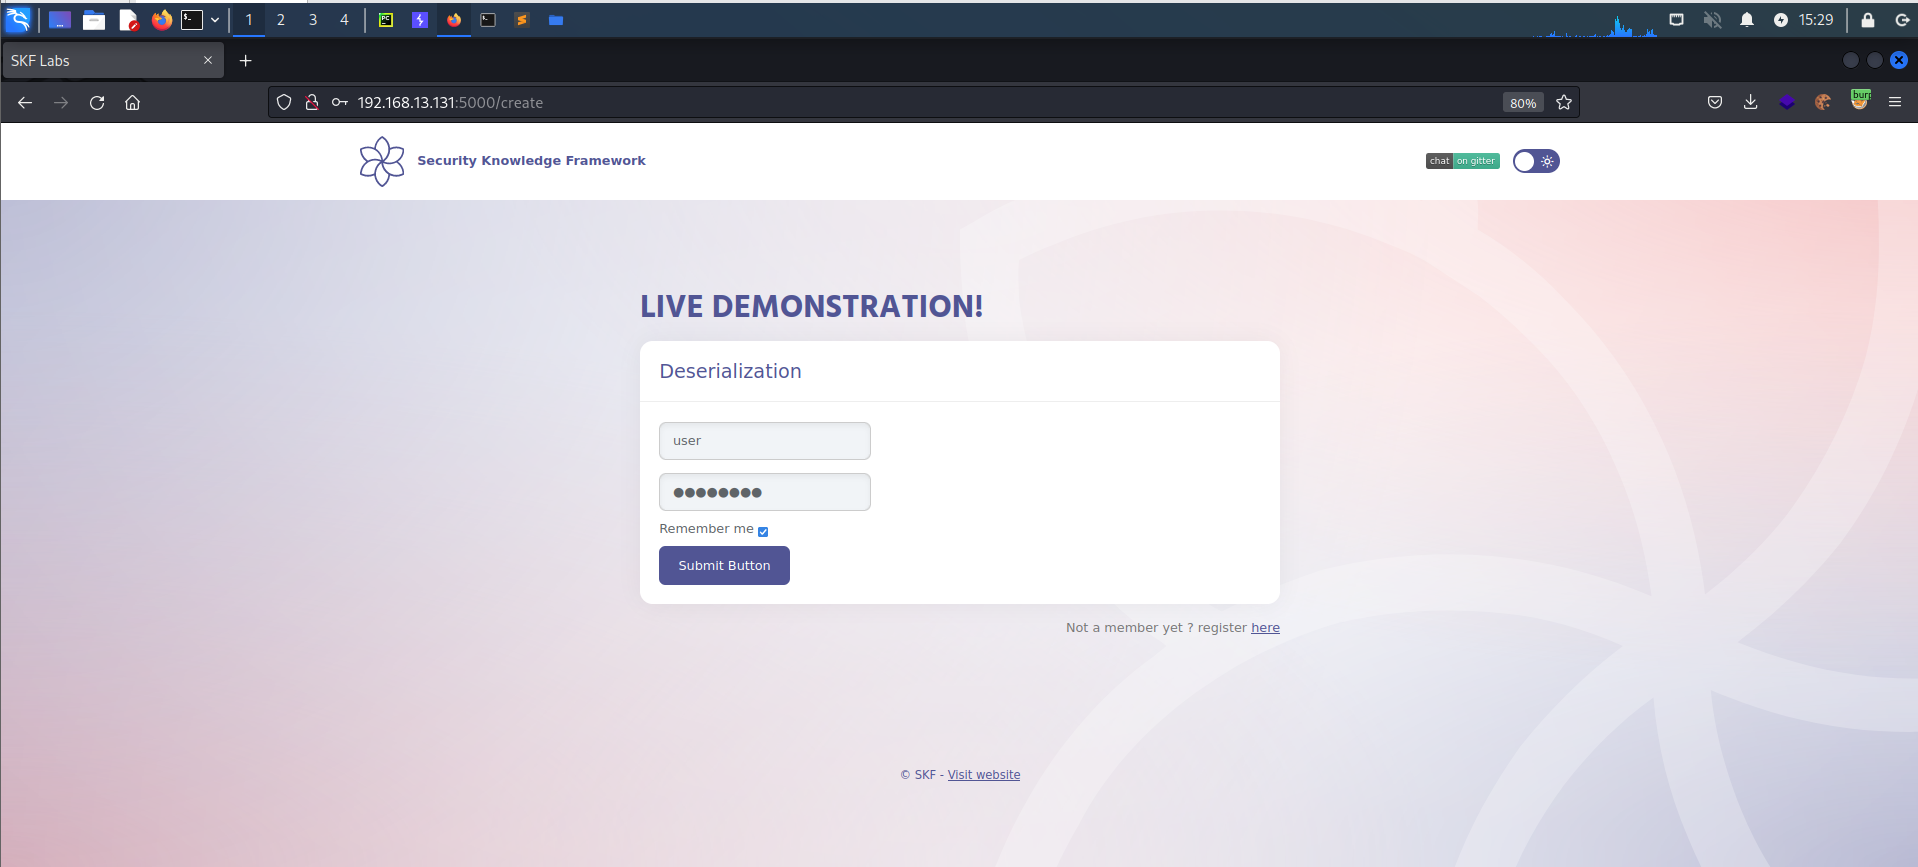 1 2 3 4 15:29
SKF Labs
192.168.13.131:5000/create 80% burp
Security Knowledge Framework chat on gitter
LIVE DEMONSTRATION!
Deserialization
user
●●●●●●●●
Remember me
Submit Button
Not a member yet ? register here
© SKF - Visit website